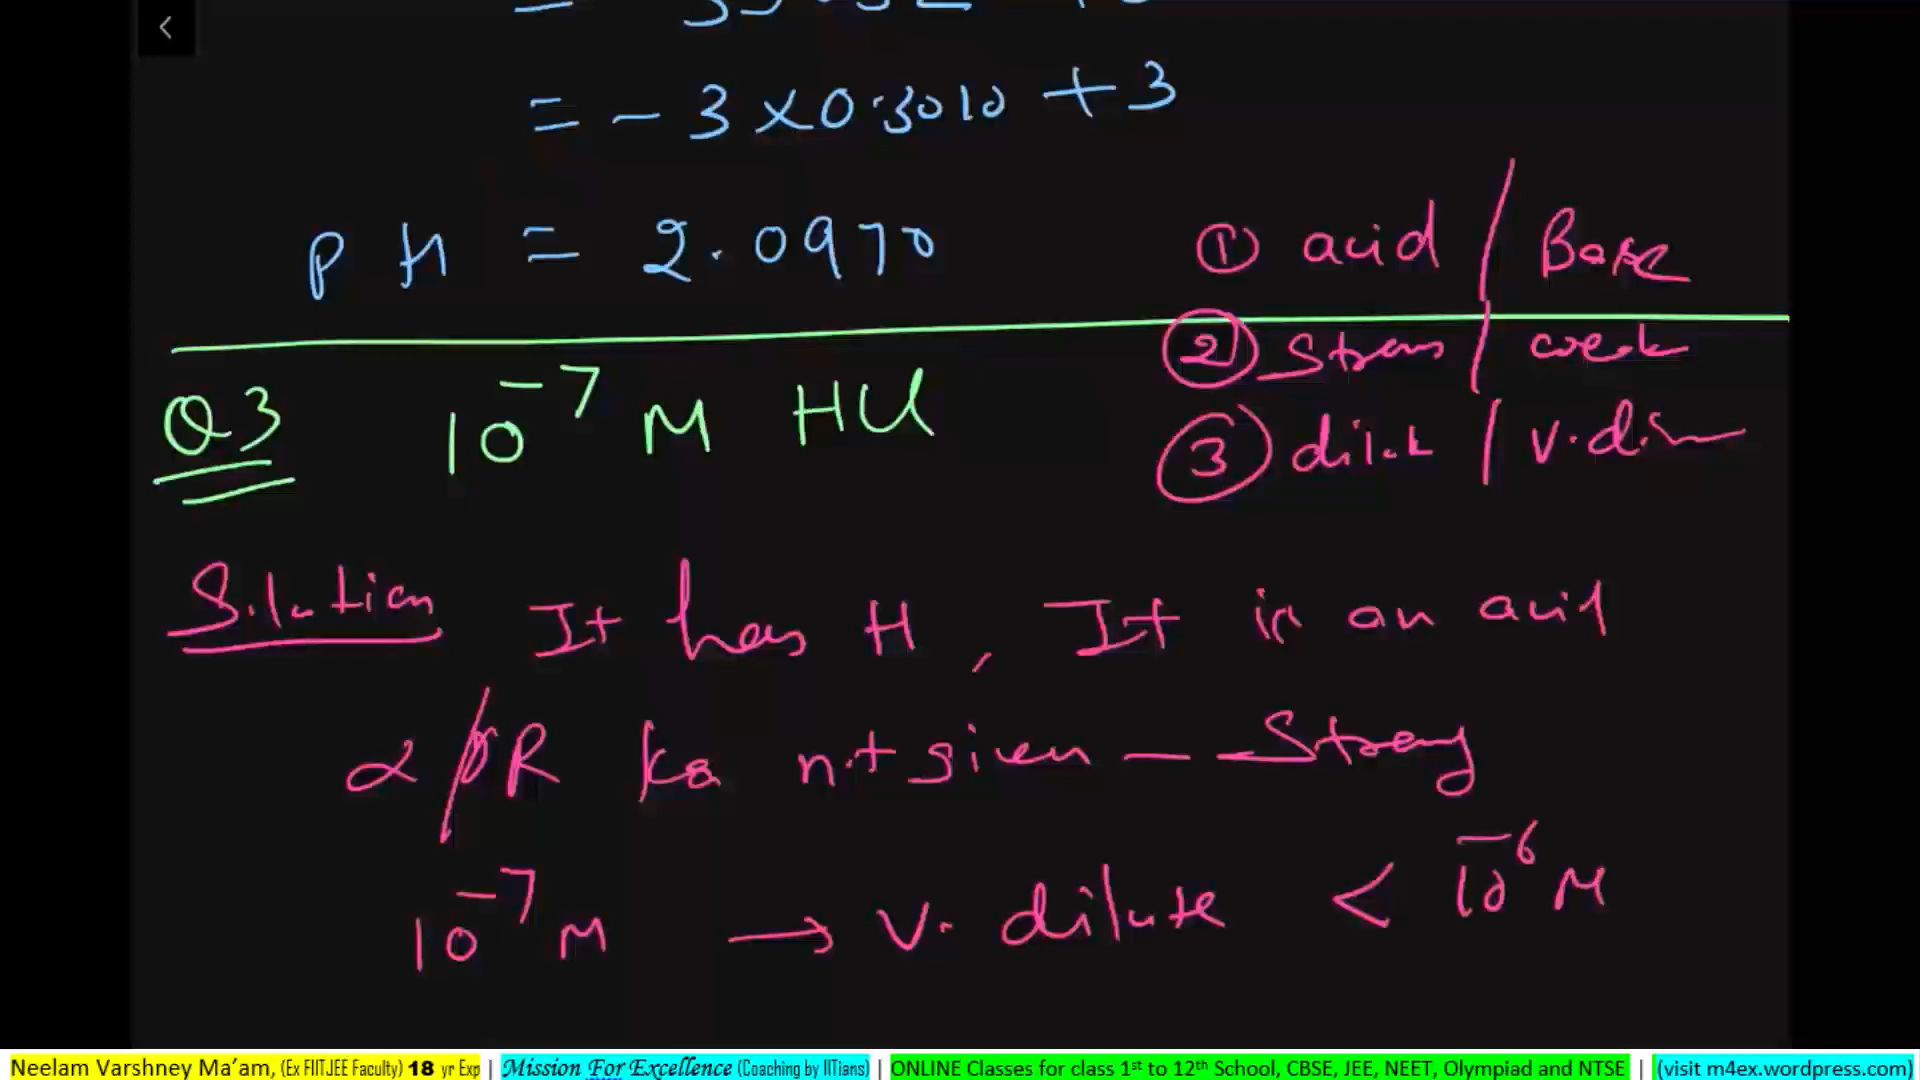 = - 3 × 0.3010 + 3
pH = 2.0970
① acid / Base
② Strong / weak
③ dilute / v.dil
Q3 10⁻⁷ M HCl
Solution It has H, It is an acid
α / or Ka not given — Strong
10⁻⁷ M → v. dilute < 10⁻⁶ M
Neelam Varshney Ma'am, (Ex FIITJEE Faculty) 18 yr Exp | Mission For Excellence (Coaching by IITians) | ONLINE Classes for class 1st to 12th School, CBSE, JEE, NEET, Olympiad and NTSE | (visit m4ex.wordpress.com)